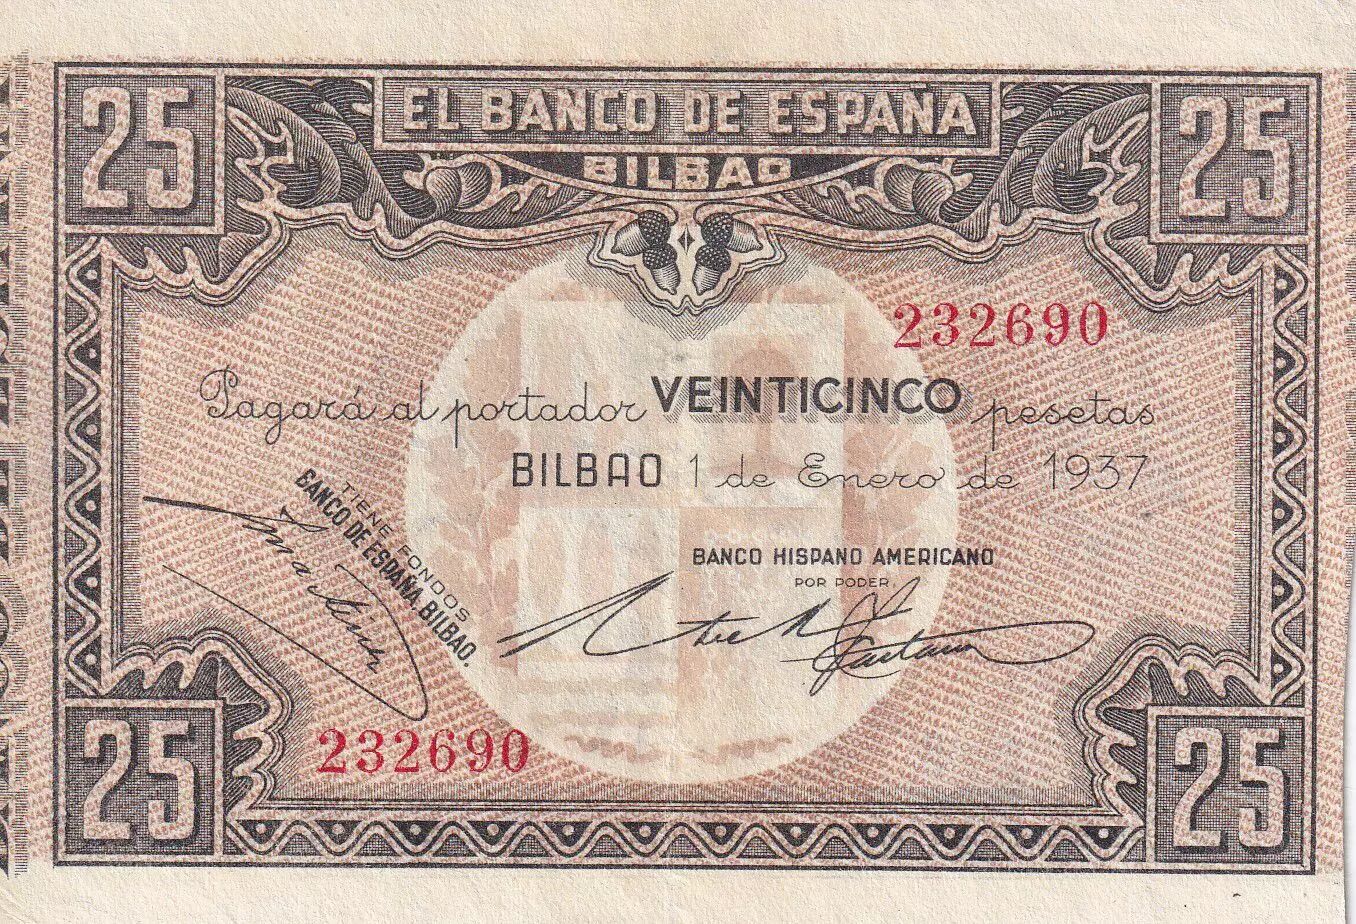 25 EL BANCO DE ESPAÑA 25
BILBAO
232690
Pagará al portador VEINTICINCO pesetas
BILBAO 1 de Enero de 1937
TIENE FONDOS
BANCO DE ESPAÑA. BILBAO.
BANCO HISPANO AMERICANO
POR PODER
232690
25 25